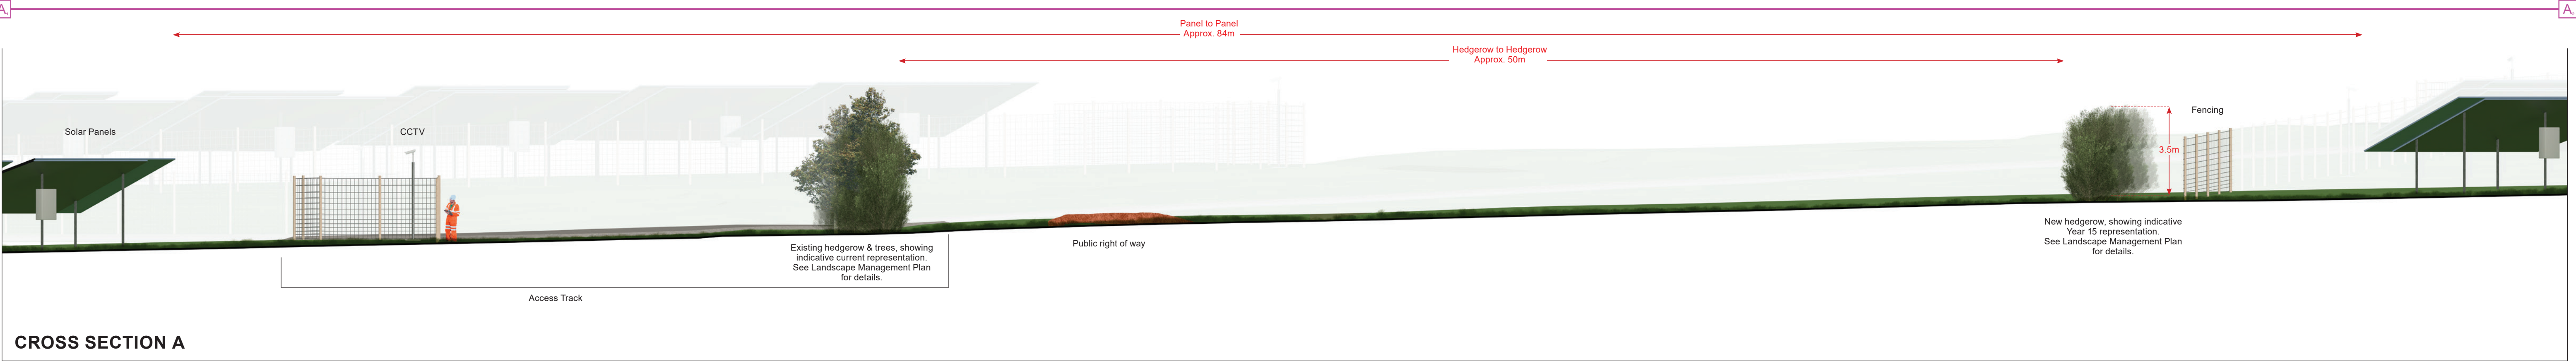 A,
A,
Panel to Panel
Approx. 84m
Hedgerow to Hedgerow
Approx. 50m
Solar Panels
CCTV
Fencing
3.5m
Existing hedgerow & trees, showing
indicative current representation.
See Landscape Management Plan
for details.
Public right of way
New hedgerow, showing indicative
Year 15 representation.
See Landscape Management Plan
for details.
Access Track
CROSS SECTION A